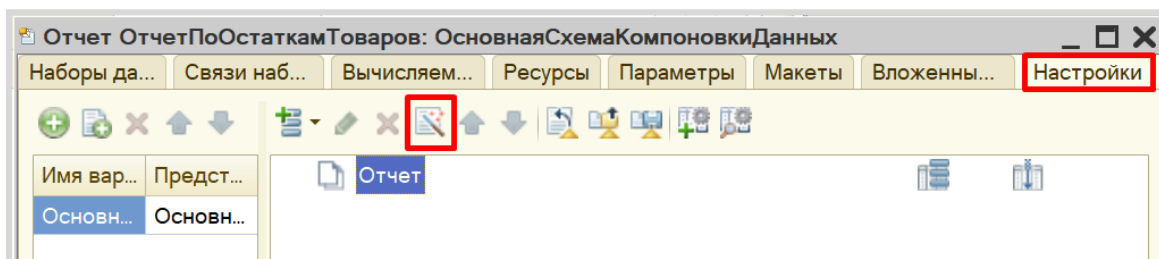 Отчет ОтчетПоОстаткамТоваров: ОсновнаяСхемаКомпоновкиДанных
Наборы да... Связи наб... Вычисляем... Ресурсы Параметры Макеты Вложенны... Настройки
Имя вар... Предст... Отчет
Основн... Основн...